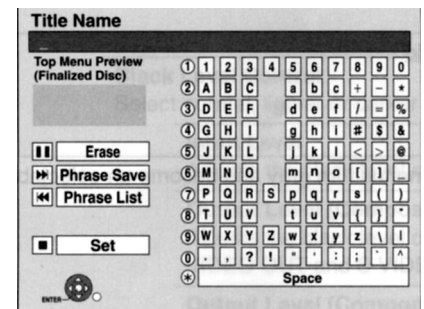 Title Name
_
Top Menu Preview
(Finalized Disc)
① 1 2 3 4 5 6 7 8 9 0
② A B C a b c + - *
③ D E F d e f / = %
④ G H I g h i # $ &
⑤ J K L j k l < > @
⑥ M N O m n o [ ] _
⑦ P Q R S p q r s ( )
⑧ T U V t u v { }
⑨ W X Y Z w x y z \ |
⓪ . , ? ! " ' : ; ` ^
✱ Space
Erase
Phrase Save
Phrase List
Set
ENTER